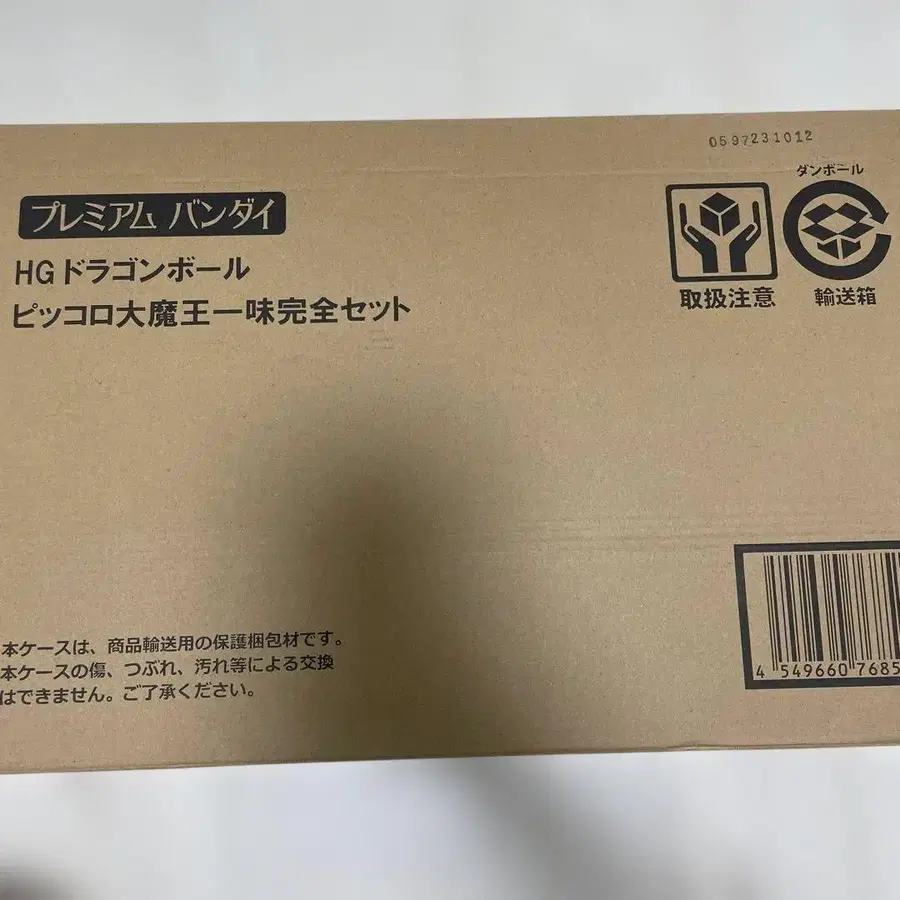 0597231012
プレミアム バンダイ
HGドラゴンボール
ピッコロ大魔王一味完全セット
ダンボール
取扱注意
輸送箱
本ケースは、商品輸送用の保護梱包材です。
本ケースの傷、つぶれ、汚れ等による交換
はできません。ご了承ください。
4 549660 7685